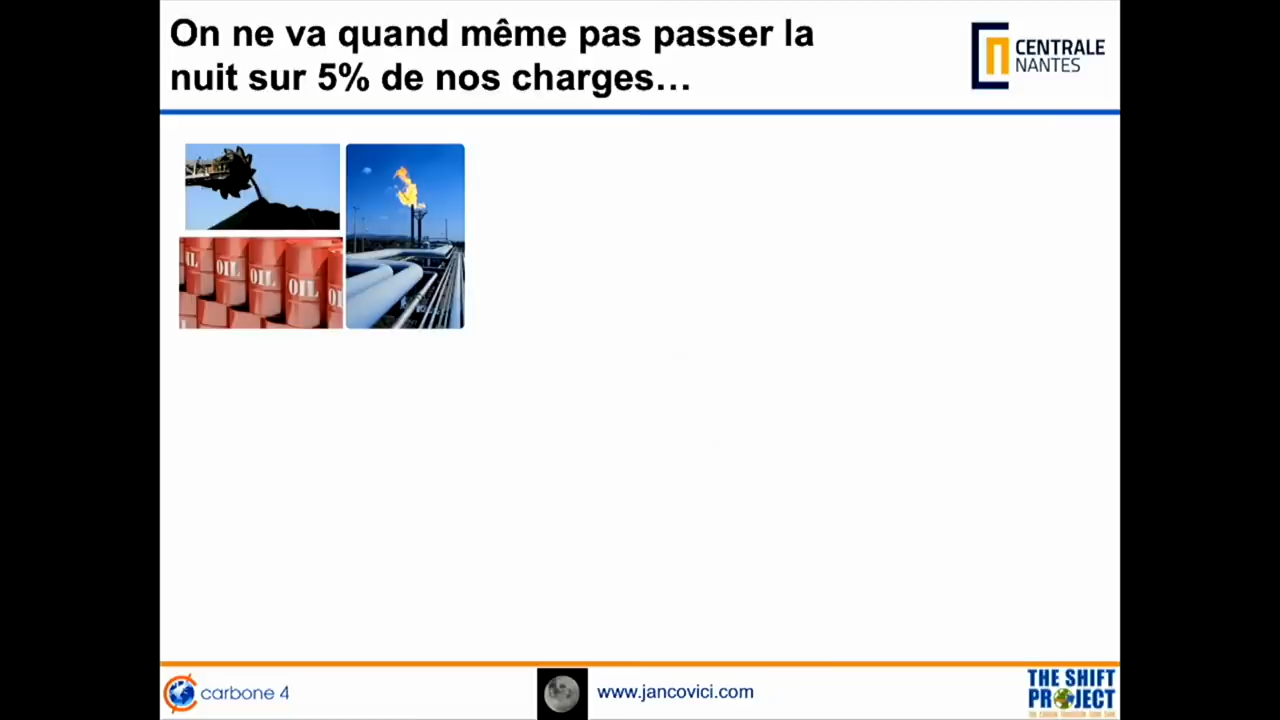 On ne va quand même pas passer la
nuit sur 5% de nos charges…
CENTRALE
NANTES
OIL
OIL
OIL
carbone 4
www.jancovici.com
THE SHIFT
PROJECT